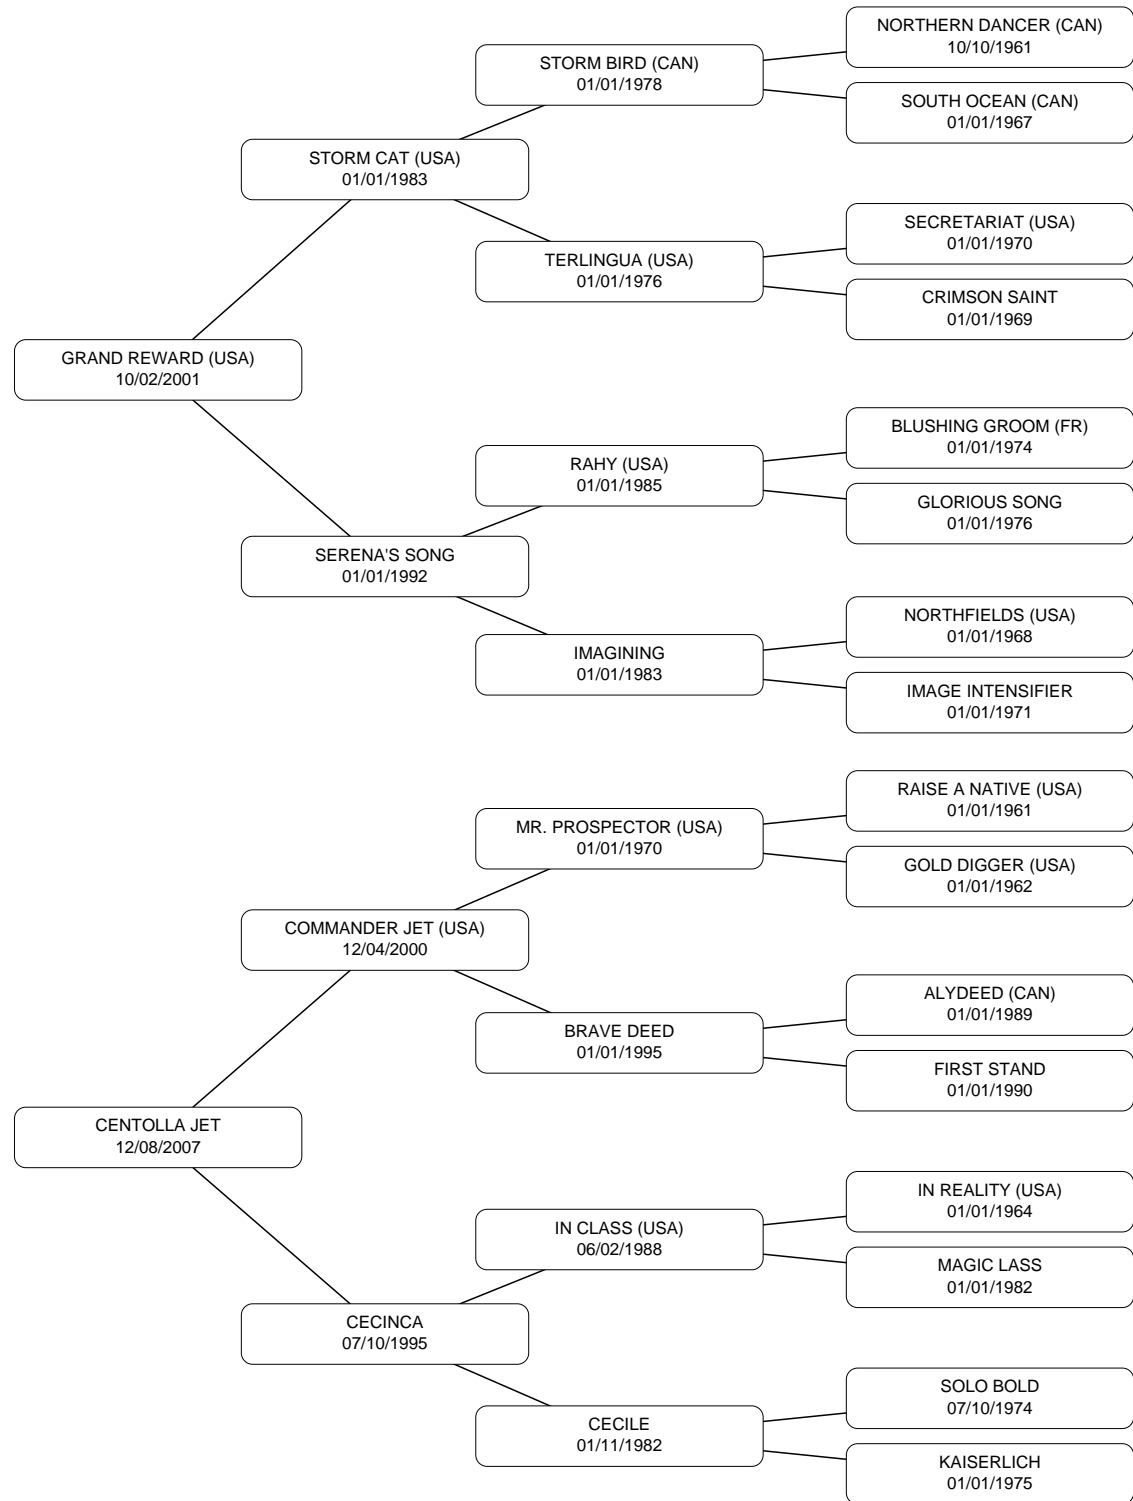 NORTHERN DANCER (CAN)
10/10/1961
STORM BIRD (CAN)
01/01/1978
SOUTH OCEAN (CAN)
01/01/1967
STORM CAT (USA)
01/01/1983
SECRETARIAT (USA)
01/01/1970
TERLINGUA (USA)
01/01/1976
CRIMSON SAINT
01/01/1969
GRAND REWARD (USA)
10/02/2001
BLUSHING GROOM (FR)
01/01/1974
RAHY (USA)
01/01/1985
GLORIOUS SONG
01/01/1976
SERENA'S SONG
01/01/1992
NORTHFIELDS (USA)
01/01/1968
IMAGINING
01/01/1983
IMAGE INTENSIFIER
01/01/1971
RAISE A NATIVE (USA)
01/01/1961
MR. PROSPECTOR (USA)
01/01/1970
GOLD DIGGER (USA)
01/01/1962
COMMANDER JET (USA)
12/04/2000
ALYDEED (CAN)
01/01/1989
BRAVE DEED
01/01/1995
FIRST STAND
01/01/1990
CENTOLLA JET
12/08/2007
IN REALITY (USA)
01/01/1964
IN CLASS (USA)
06/02/1988
MAGIC LASS
01/01/1982
CECINCA
07/10/1995
SOLO BOLD
07/10/1974
CECILE
01/11/1982
KAISERLICH
01/01/1975